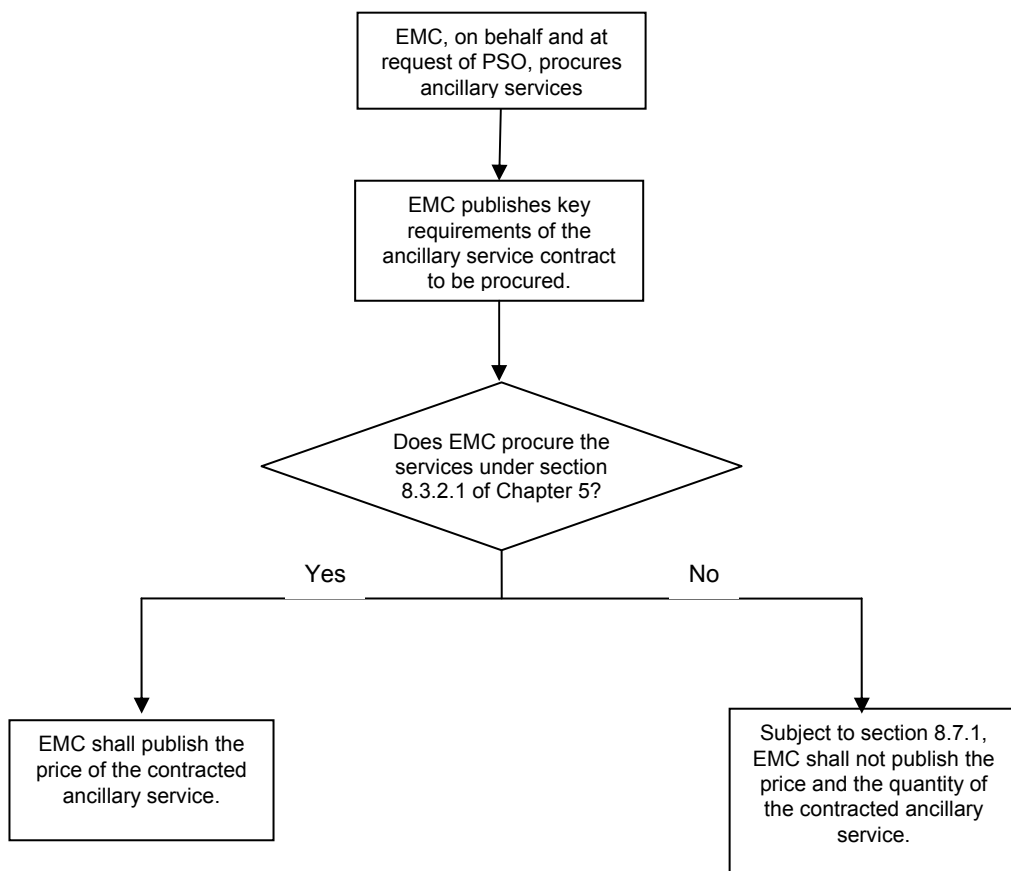 EMC, on behalf and at
request of PSO, procures
ancillary services
EMC publishes key
requirements of the
ancillary service contract
to be procured.
Does EMC procure the
services under section
8.3.2.1 of Chapter 5?
Yes
No
EMC shall publish the
price of the contracted
ancillary service.
Subject to section 8.7.1,
EMC shall not publish the
price and the quantity of
the contracted ancillary
service.